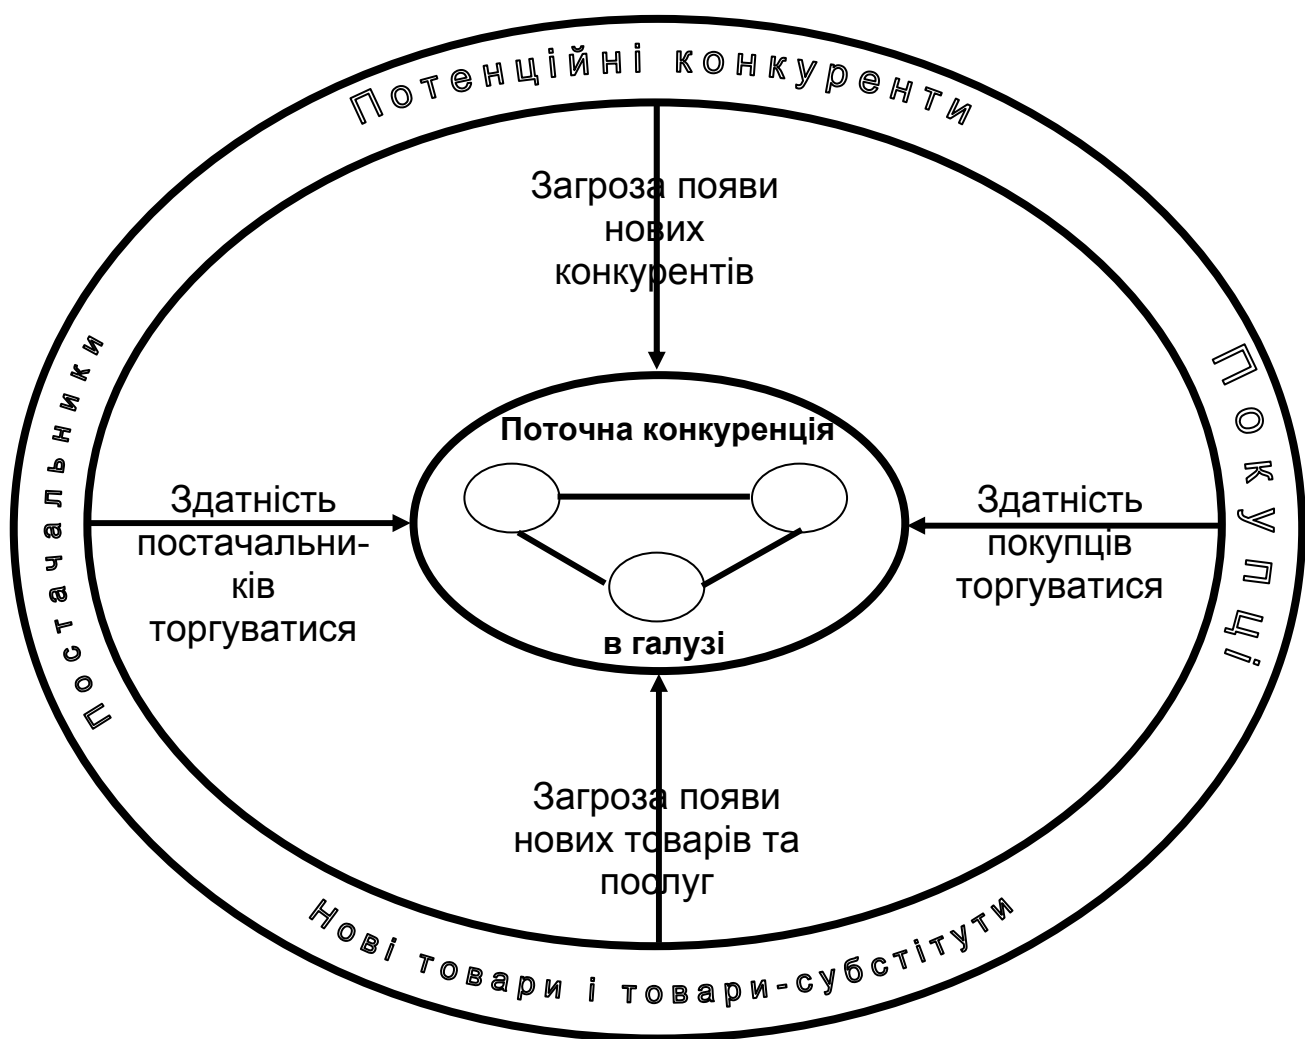 Потенційні конкуренти
Загроза появи
нових
конкурентів
Постачальники
Покупці
Поточна конкуренція
Здатність
постачальни-
ків
торгуватися
Здатність
покупців
торгуватися
в галузі
Загроза появи
нових товарів та
послуг
Нові товари і товари-субстітути